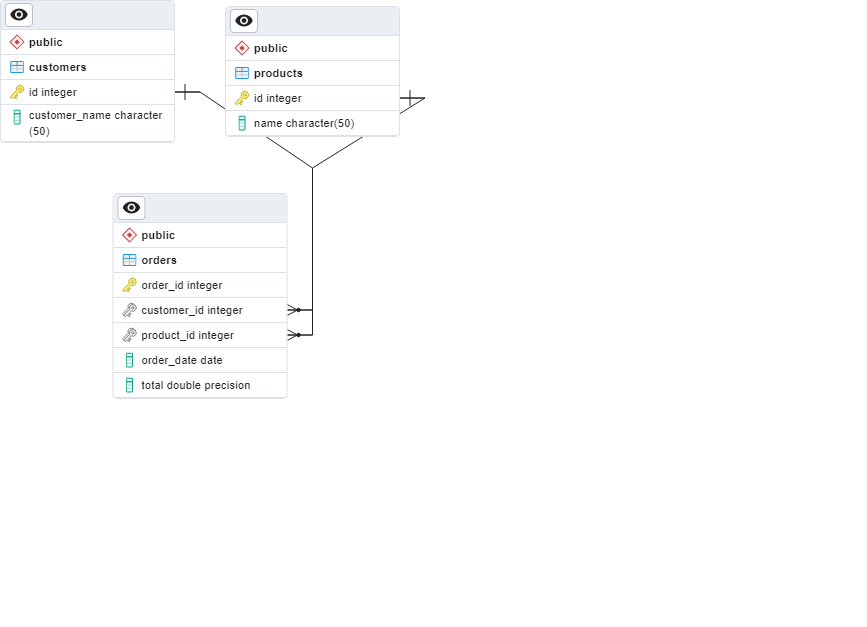 public
customers
id integer
customer_name character
(50)
public
products
id integer
name character(50)
public
orders
order_id integer
customer_id integer
product_id integer
order_date date
total double precision